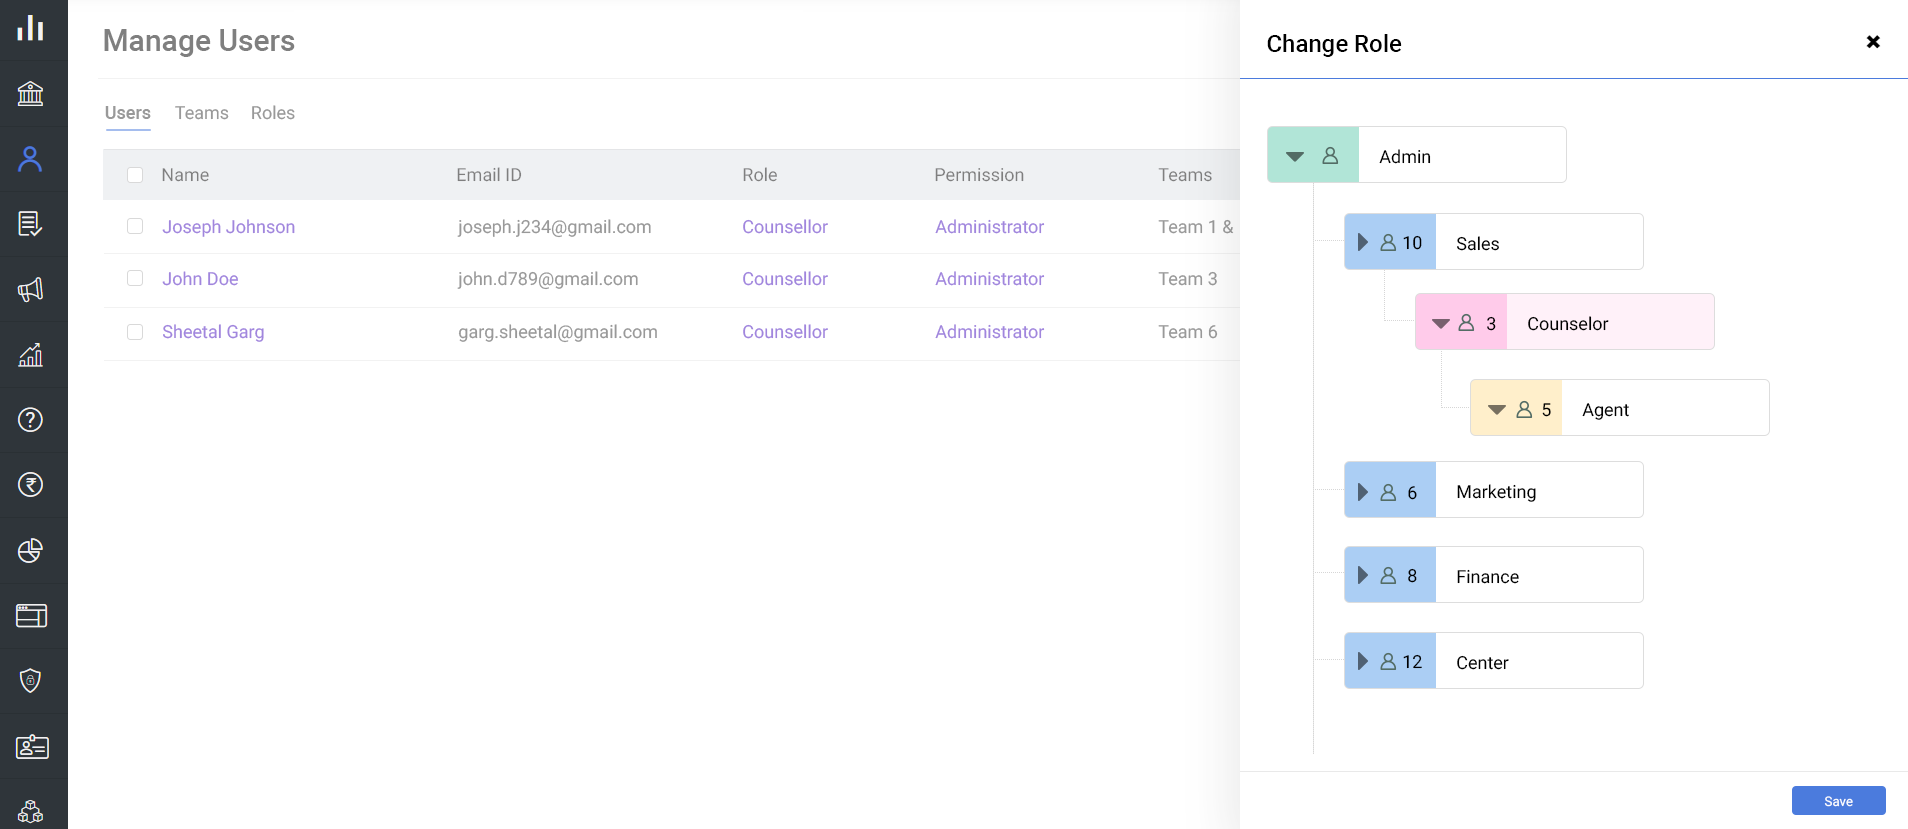 Manage Users
Users Teams Roles
Name Email ID Role Permission Teams
Joseph Johnson joseph.j234@gmail.com Counsellor Administrator Team 1 &
John Doe john.d789@gmail.com Counsellor Administrator Team 3
Sheetal Garg garg.sheetal@gmail.com Counsellor Administrator Team 6
Change Role
Admin
10 Sales
3 Counselor
5 Agent
6 Marketing
8 Finance
12 Center
Save